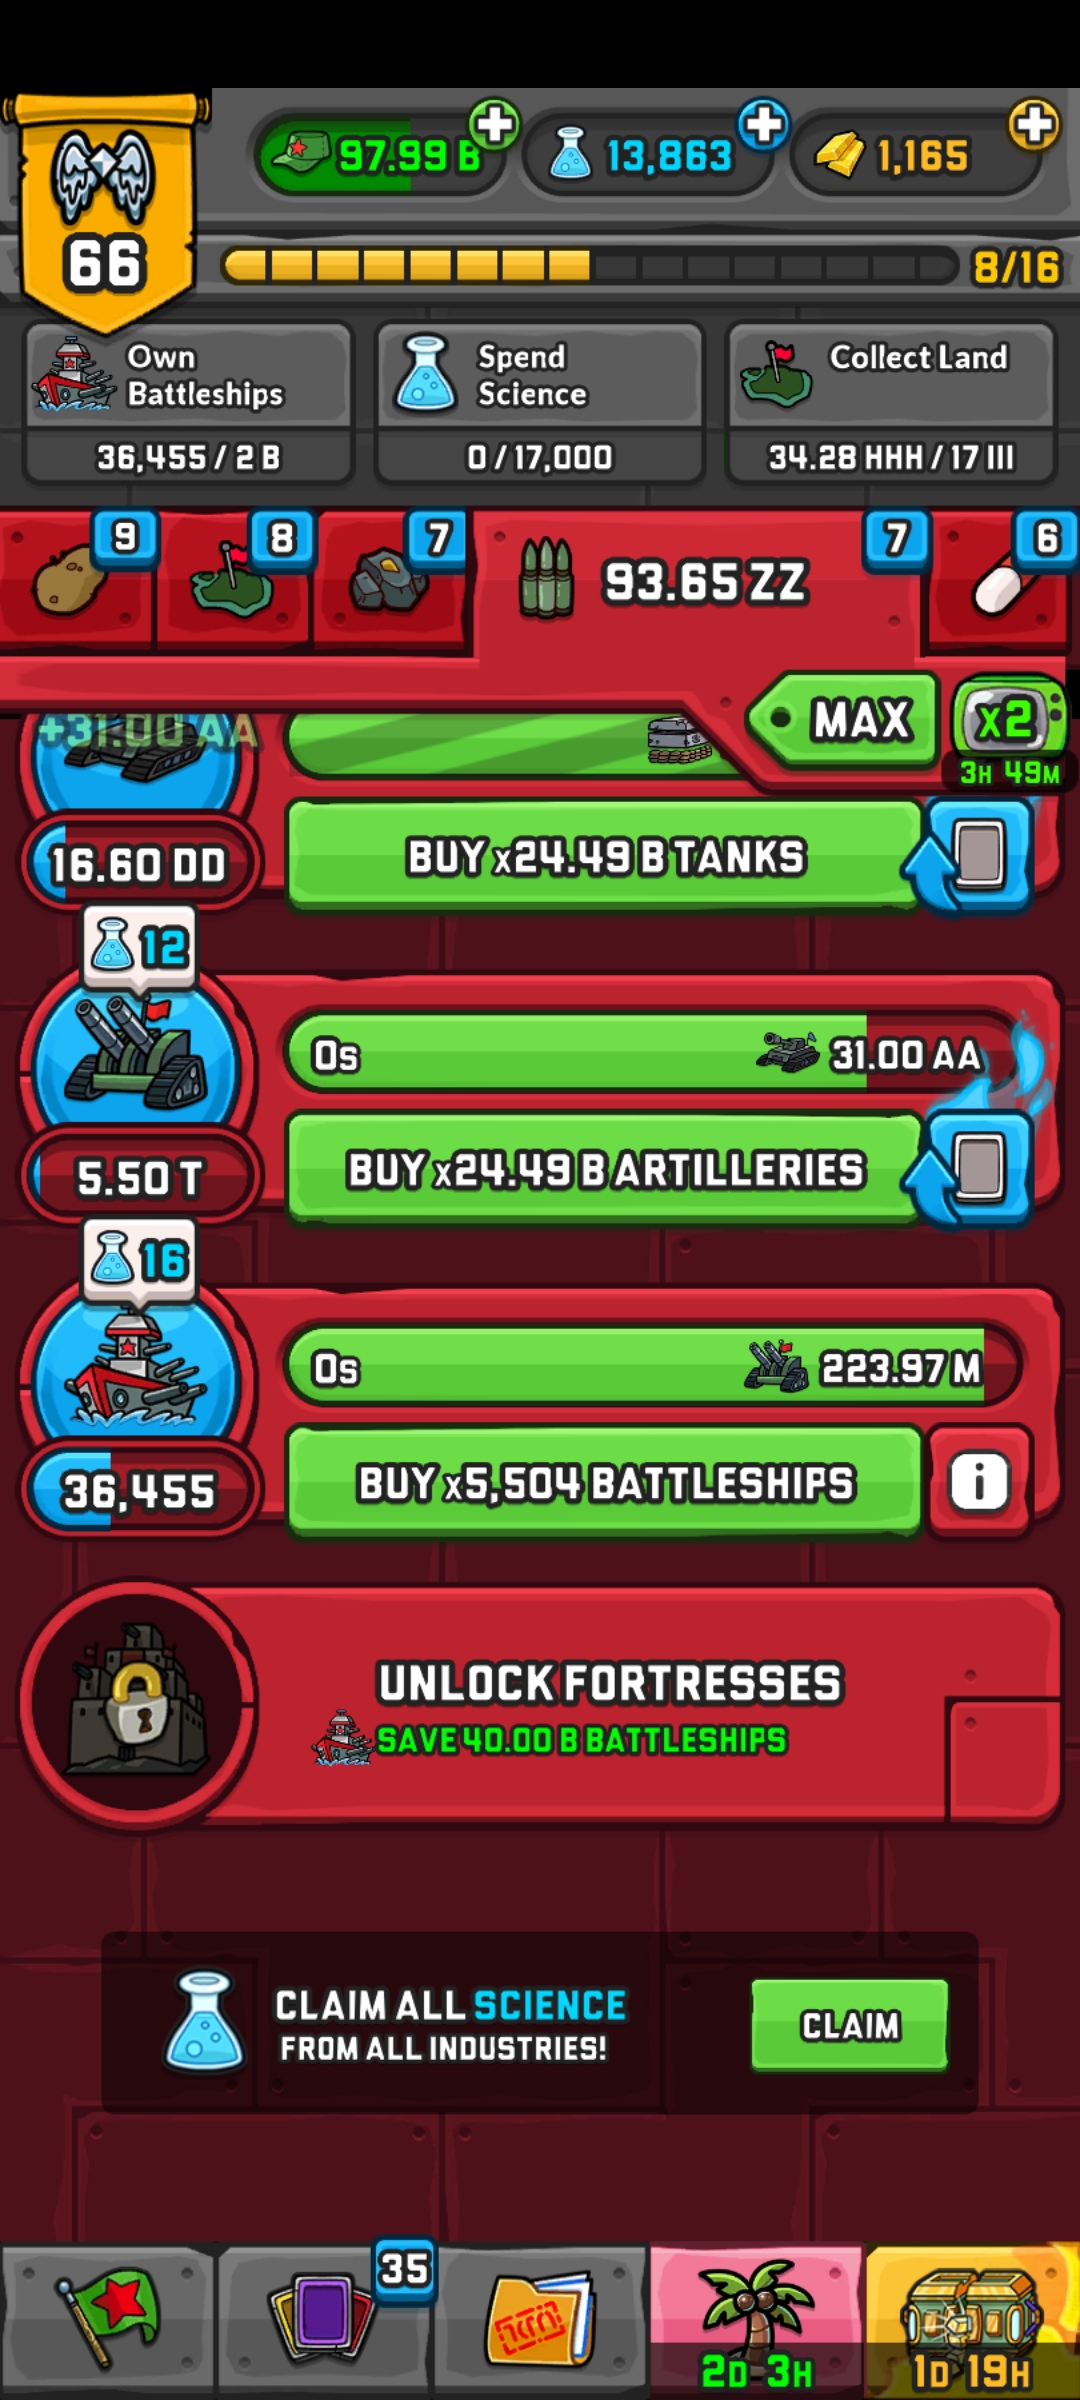 97.99 B
13,863
1,165
66
8/16
Own
Battleships
36,455 / 2 B
Spend
Science
0 / 17,000
Collect Land
34.28 HHH / 17 III
9
8
7
93.65 ZZ
7
6
MAX
x2
3H 49M
+31.00 AA
16.60 DD
BUY x24.49 B TANKS
12
0s
31.00 AA
5.50 T
BUY x24.49 B ARTILLERIES
16
0s
223.97 M
36,455
BUY x5,504 BATTLESHIPS
i
UNLOCK FORTRESSES
SAVE 40.00 B BATTLESHIPS
CLAIM ALL SCIENCE
FROM ALL INDUSTRIES!
CLAIM
35
2D 3H
1D 19H